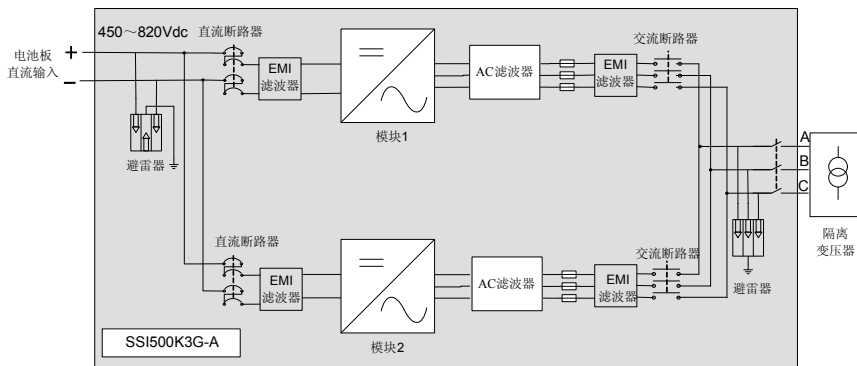 450～820Vdc
直流断路器
电池板
直流输入
+
−
EMI
滤波器
模块1
AC滤波器
EMI
滤波器
交流断路器
避雷器
A
B
C
隔离
变压器
直流断路器
EMI
滤波器
模块2
AC滤波器
EMI
滤波器
交流断路器
避雷器
SSI500K3G-A